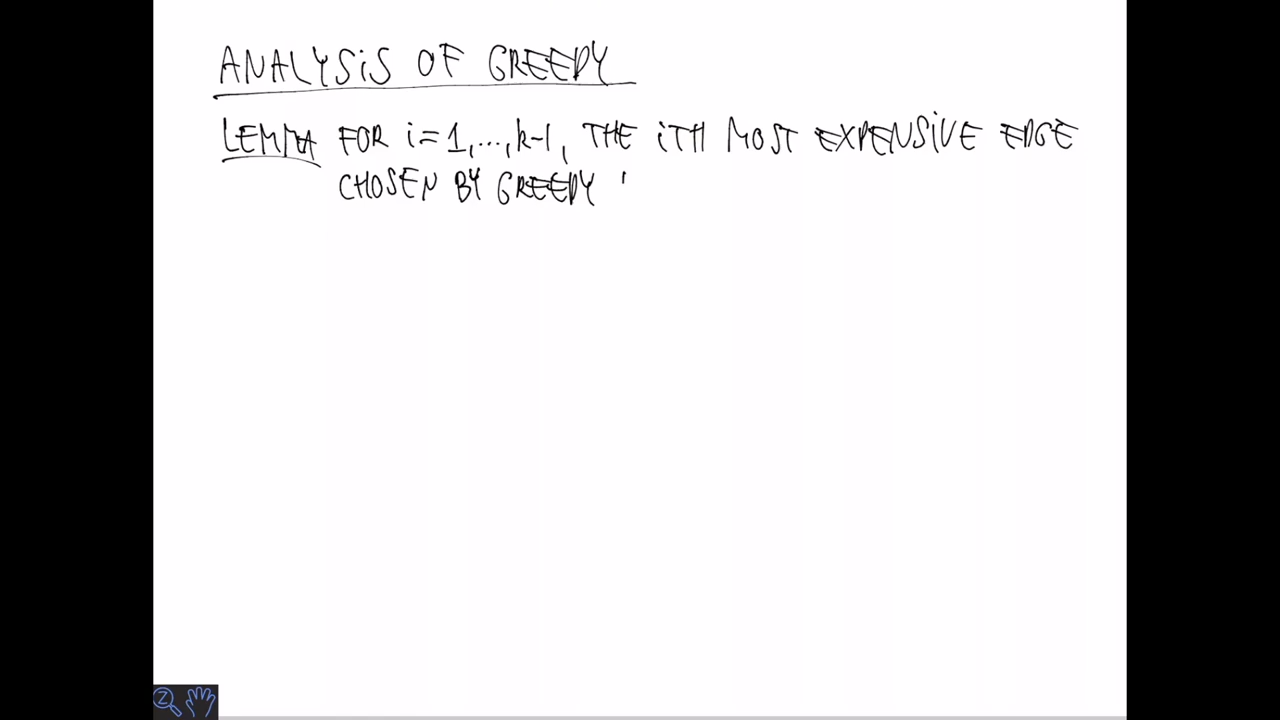 ANALYSiS OF GREEDY
LEMMA FOR i=1,...,k-1, THE iTH MOST EXPENSiVE EDGE
CHOSEN BY GREEDY